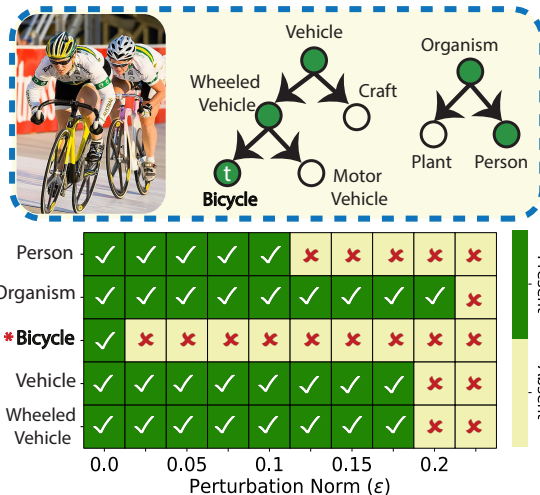 Vehicle
Organism
Wheeled
Vehicle
Craft
Plant
Person
t
Bicycle
Motor
Vehicle
Person
Organism
* Bicycle
Vehicle
Wheeled
Vehicle
0.0 0.05 0.1 0.15 0.2
Perturbation Norm (ε)